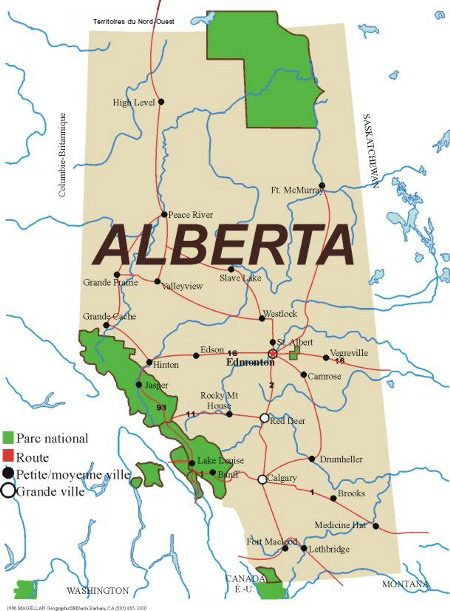 Territoires du Nord-Ouest
High Level
Colombie-Britannique
SASKATCHEWAN
Ft. McMurray
Peace River
ALBERTA
Slave Lake
Grande Prairie
Valleyview
Westlock
Grande Cache
St. Albert
Edson
16
Edmonton
Vegreville
16
Hinton
Camrose
Jasper
2
Rocky Mt
House
93
11
Red Deer
Parc national
Route
Petite/moyenne ville
Grande ville
Lake Louise
Drumheller
1
Banff
Calgary
1
Brooks
Medicine Hat
Fort Macleod
Lethbridge
CANADA
É.-U.
WASHINGTON
MONTANA